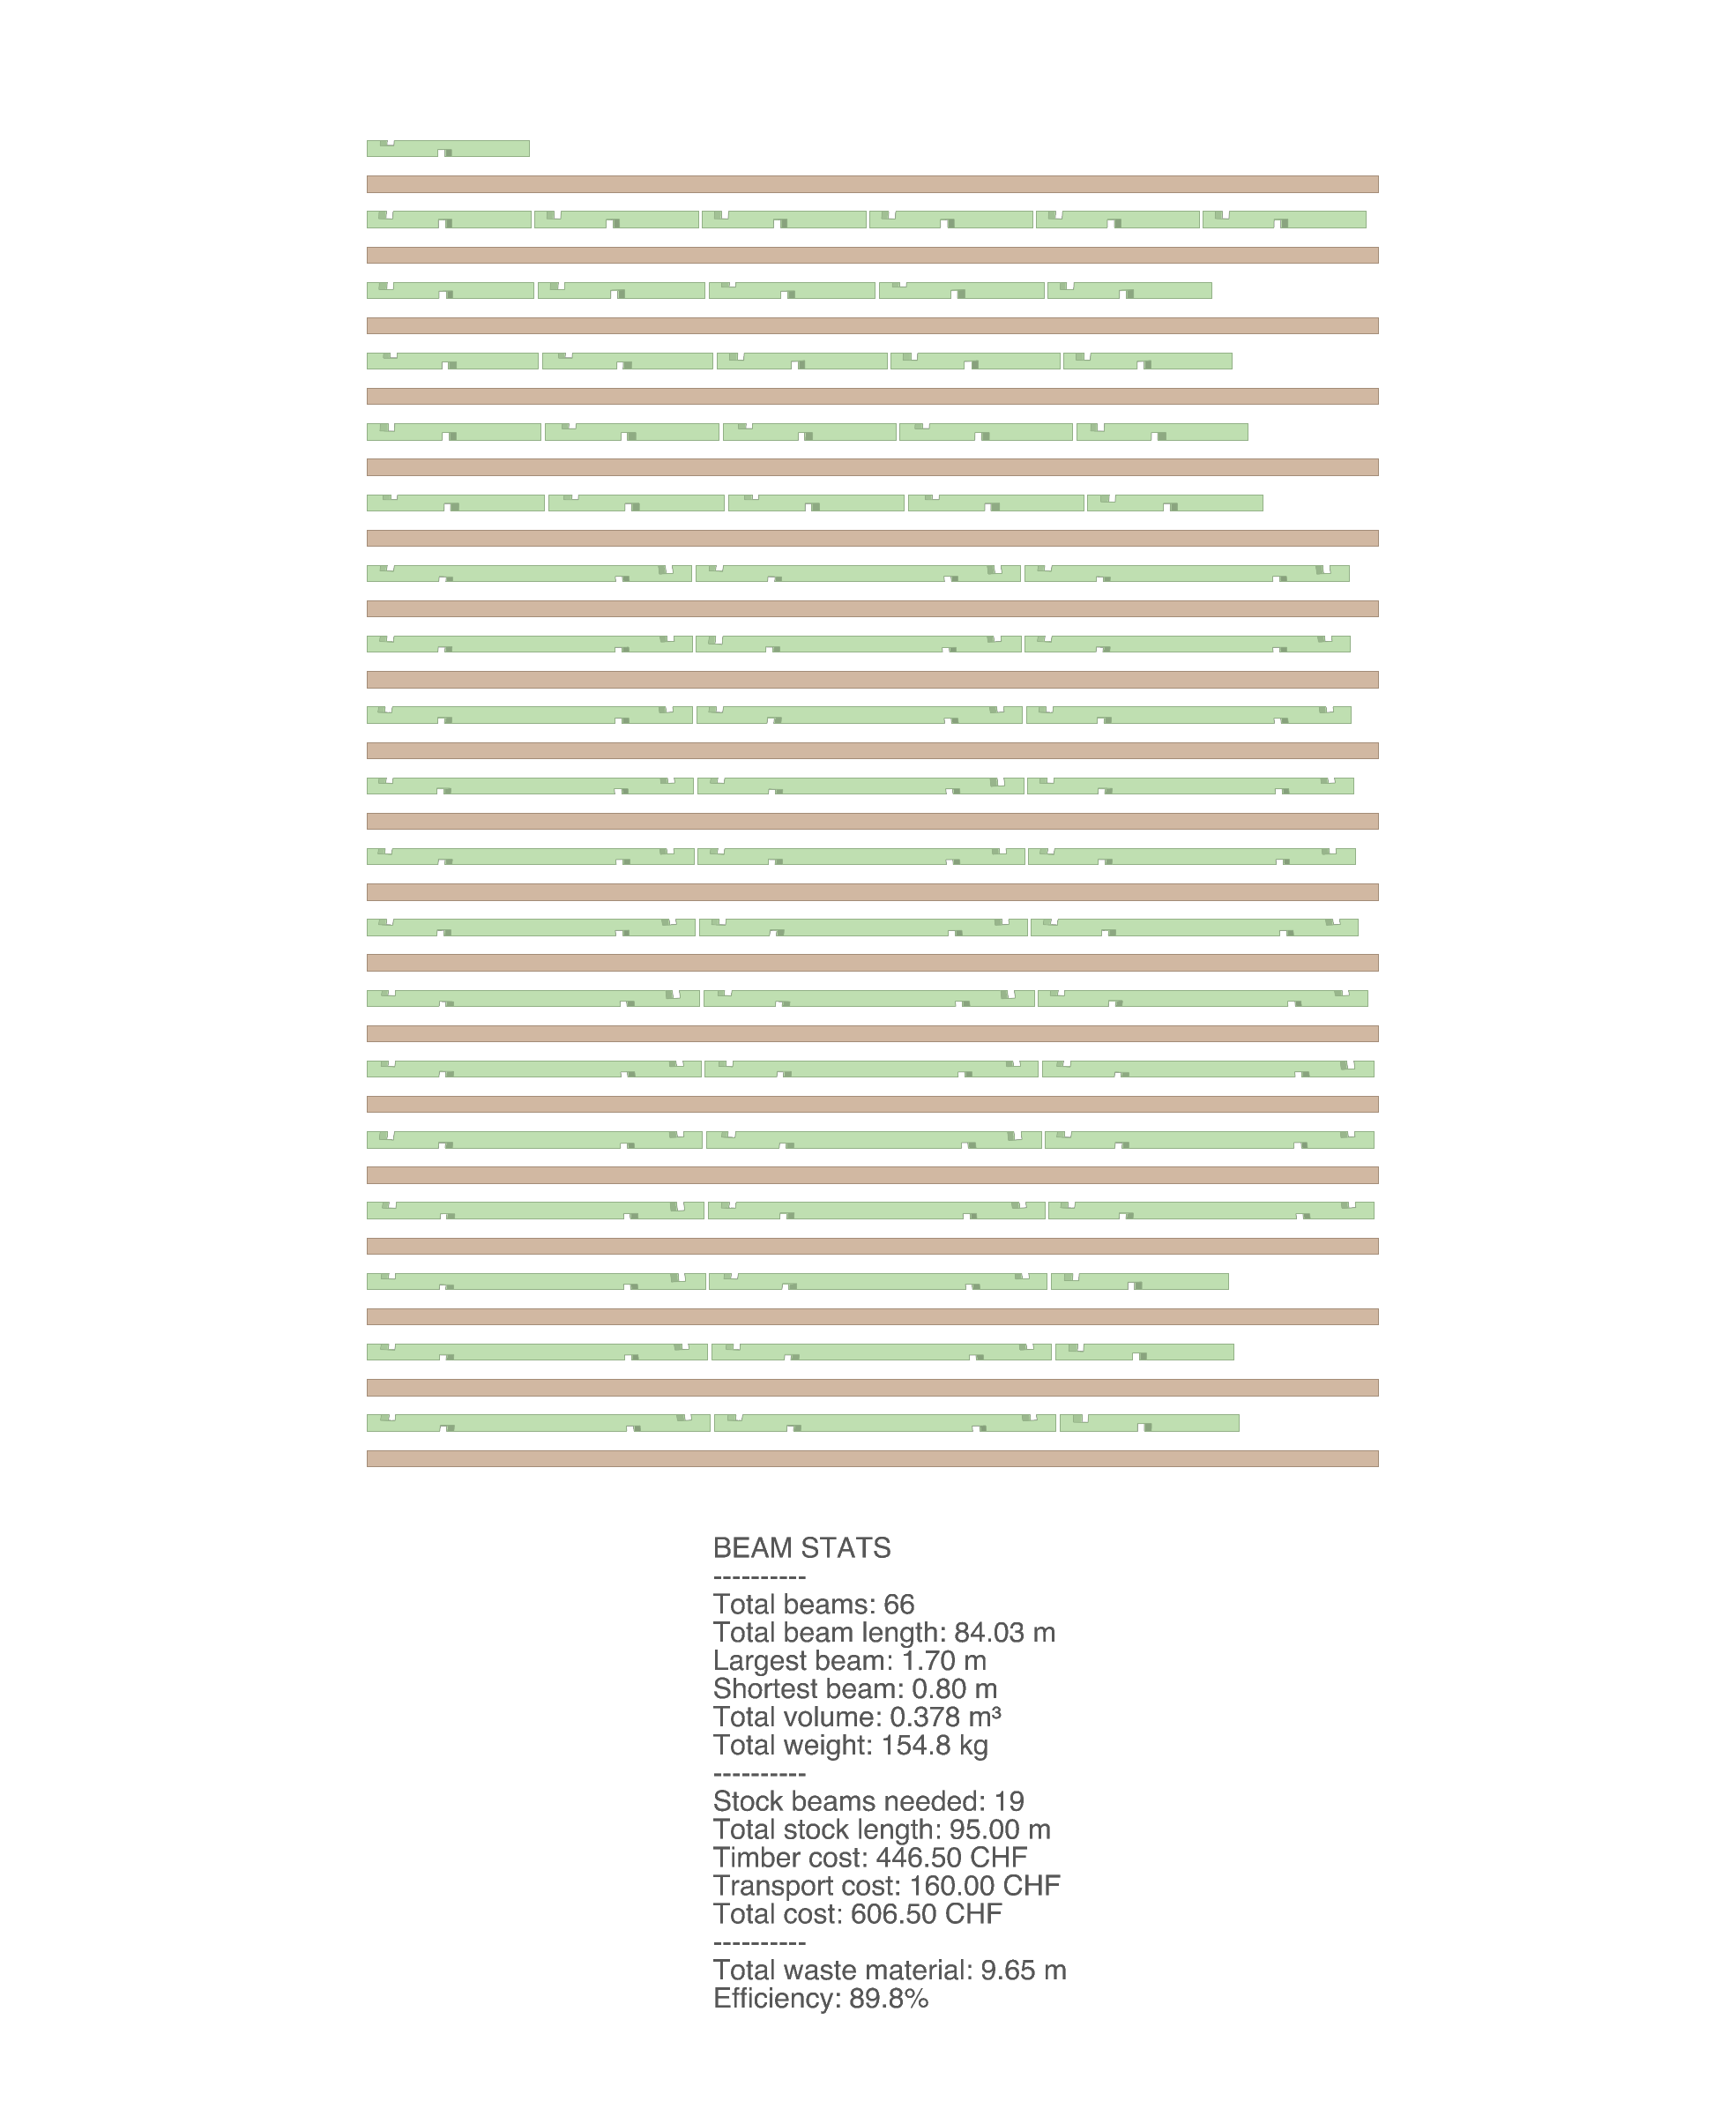 BEAM STATS
----------
Total beams: 66
Total beam length: 84.03 m
Largest beam: 1.70 m
Shortest beam: 0.80 m
Total volume: 0.378 m³
Total weight: 154.8 kg
----------
Stock beams needed: 19
Total stock length: 95.00 m
Timber cost: 446.50 CHF
Transport cost: 160.00 CHF
Total cost: 606.50 CHF
----------
Total waste material: 9.65 m
Efficiency: 89.8%